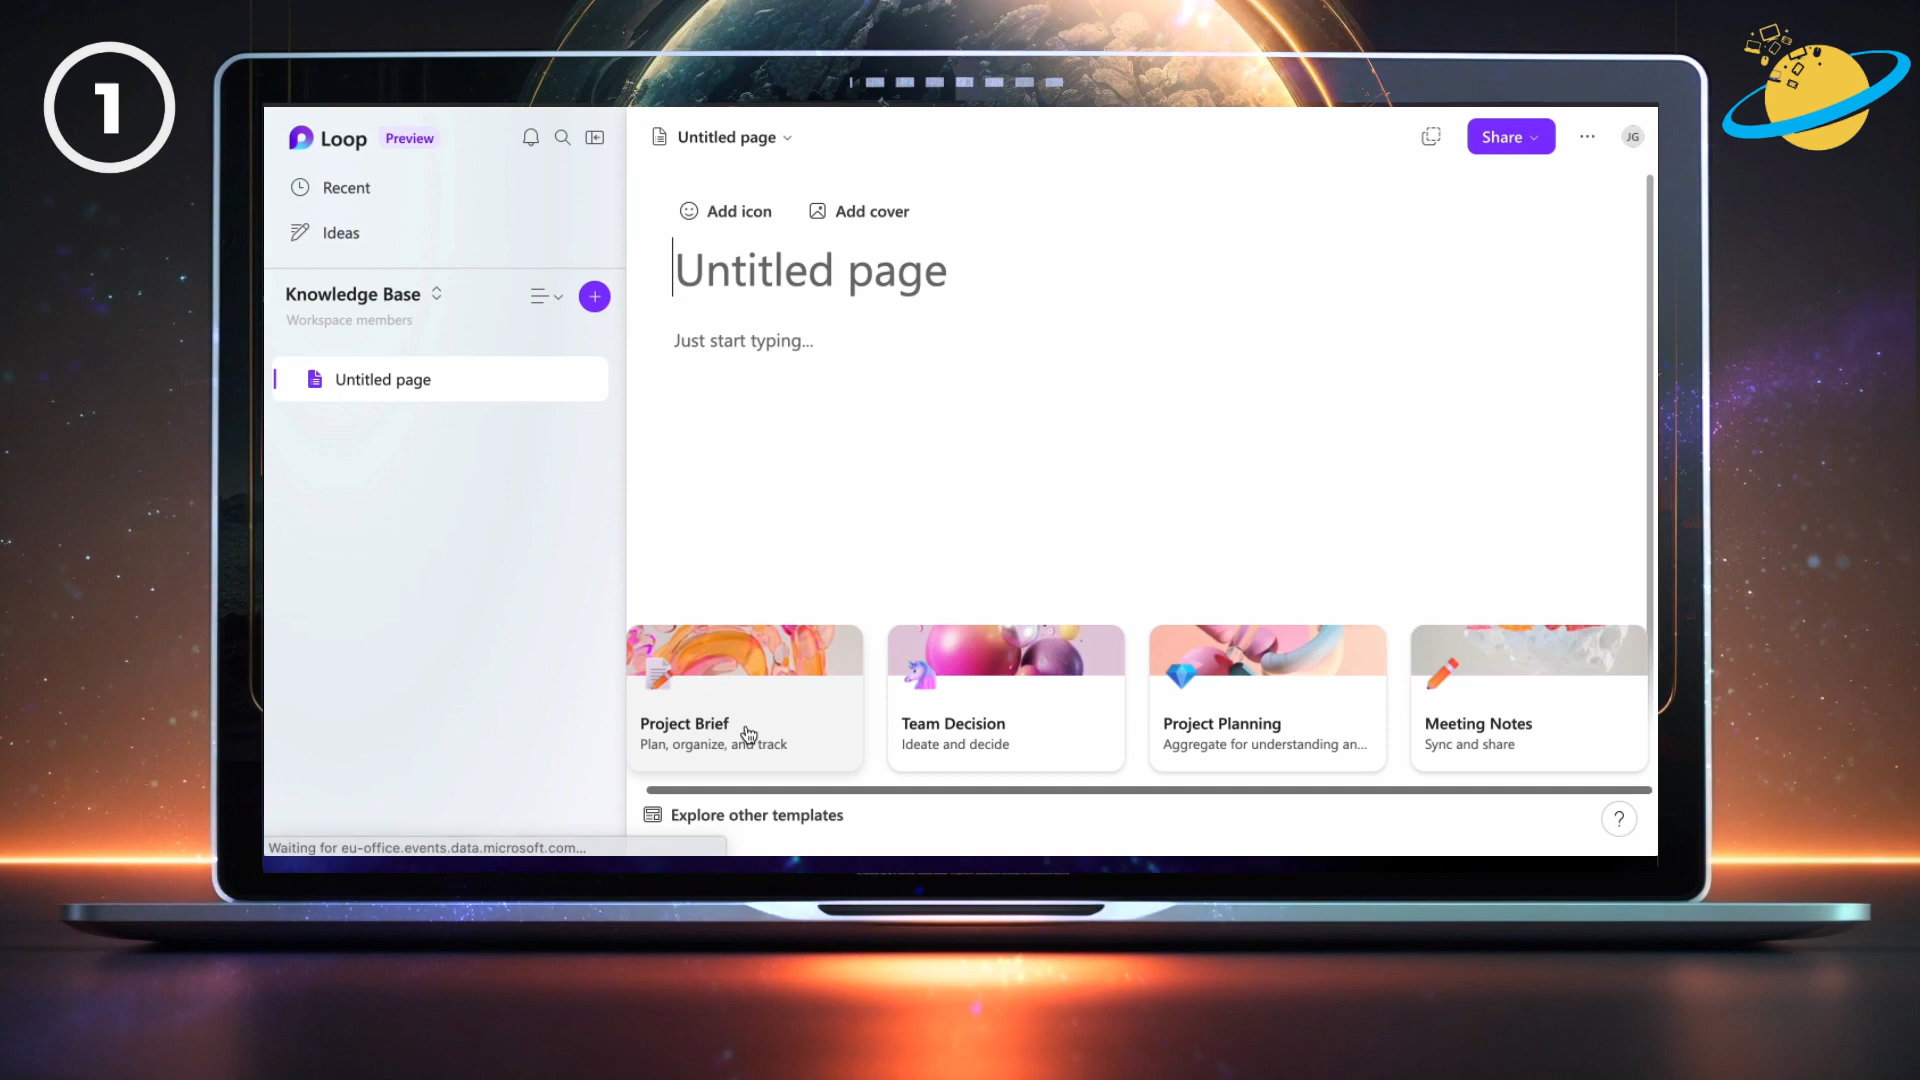 1
Loop Preview
Recent
Ideas
Knowledge Base
Workspace members
Untitled page
Untitled page
Share
JG
Add icon
Add cover
Untitled page
Just start typing...
Project Brief
Plan, organize, and track
Team Decision
Ideate and decide
Project Planning
Aggregate for understanding an...
Meeting Notes
Sync and share
Explore other templates
?
Waiting for eu-office.events.data.microsoft.com...